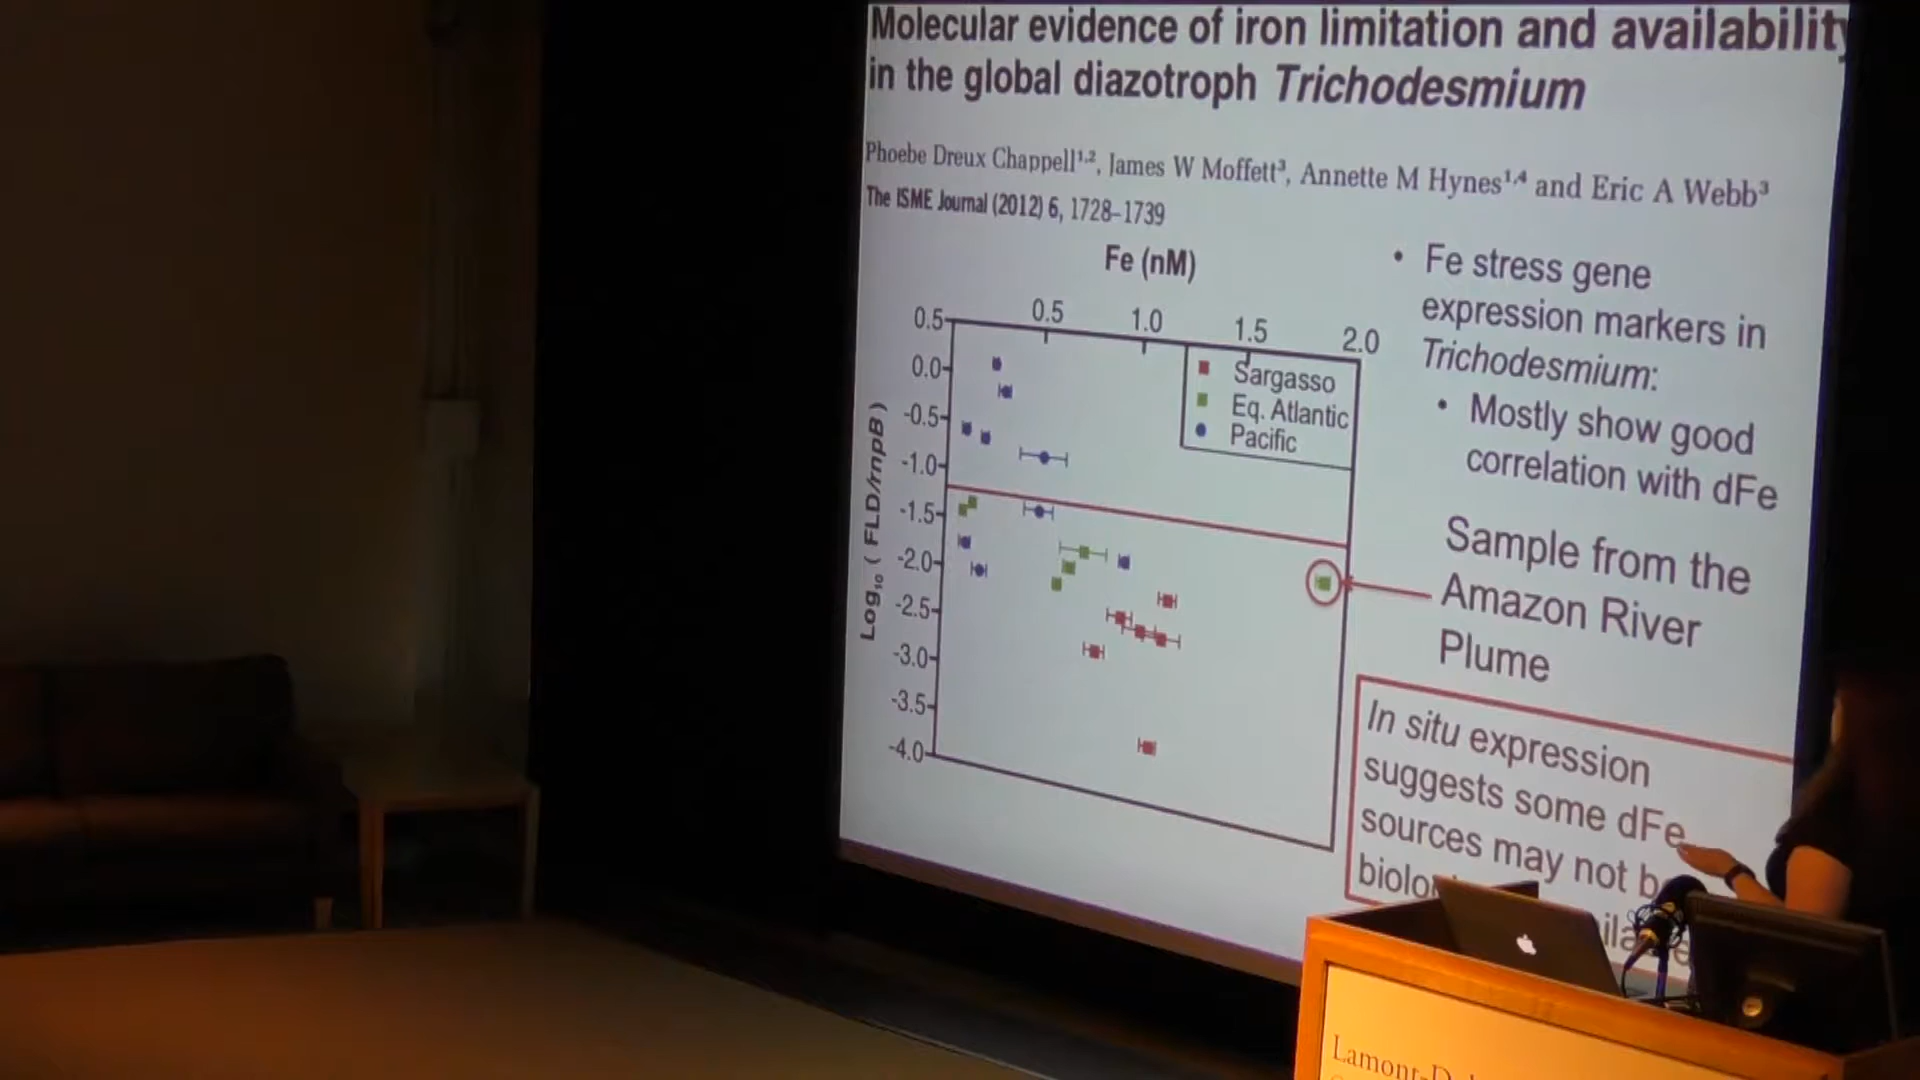 Molecular evidence of iron limitation and availability
in the global diazotroph Trichodesmium
Phoebe Dreux Chappell¹,², James W Moffett³, Annette M Hynes¹,⁴ and Eric A Webb³
The ISME Journal (2012) 6, 1728–1739
Fe (nM)
0.5 1.0 1.5 2.0
0.5
0.0
-0.5
-1.0
-1.5
-2.0
-2.5
-3.0
-3.5
-4.0
Log₁₀ ( FLD/rnpB )
Sargasso
Eq. Atlantic
Pacific
• Fe stress gene
expression markers in
Trichodesmium:
• Mostly show good
correlation with dFe
Sample from the
Amazon River
Plume
In situ expression
suggests some dFe
sources may not
Lamont-D